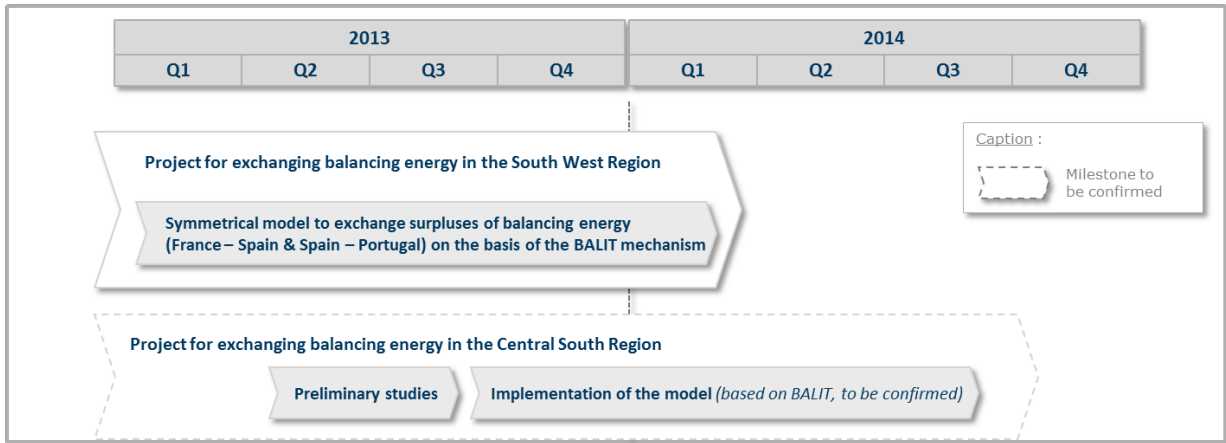 2013
2014
Q1 Q2 Q3 Q4 Q1 Q2 Q3 Q4
Project for exchanging balancing energy in the South West Region
Symmetrical model to exchange surpluses of balancing energy
(France – Spain & Spain – Portugal) on the basis of the BALIT mechanism
Caption :
Milestone to
be confirmed
Project for exchanging balancing energy in the Central South Region
Preliminary studies
Implementation of the model (based on BALIT, to be confirmed)